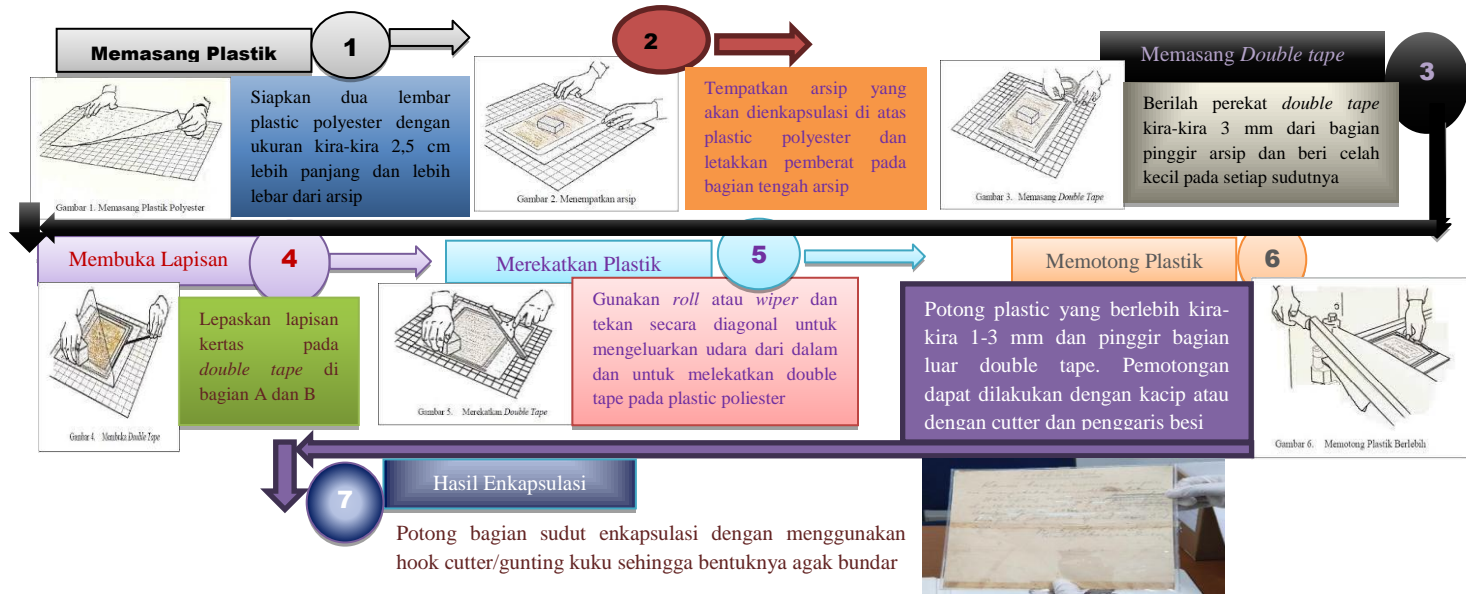 Memasang Plastik
1
Siapkan dua lembar
plastic polyester dengan
ukuran kira-kira 2,5 cm
lebih panjang dan lebih
lebar dari arsip
Gambar 1. Memasang Plastik Polyester
2
Tempatkan arsip yang
akan dienkapsulasi di atas
plastic polyester dan
letakkan pemberat pada
bagian tengah arsip
Gambar 2. Menempatkan arsip
Memasang Double tape
3
Berilah perekat double tape
kira-kira 3 mm dari bagian
pinggir arsip dan beri celah
kecil pada setiap sudutnya
Gambar 3. Memasang Double Tape
Membuka Lapisan
4
Lepaskan lapisan
kertas pada
double tape di
bagian A dan B
Gambar 4. Membuka Double Tape
Merekatkan Plastik
5
Gunakan roll atau wiper dan
tekan secara diagonal untuk
mengeluarkan udara dari dalam
dan untuk melekatkan double
tape pada plastic poliester
Gambar 5. Merekatkan Double Tape
Memotong Plastik
6
Potong plastic yang berlebih kira-
kira 1-3 mm dan pinggir bagian
luar double tape. Pemotongan
dapat dilakukan dengan kacip atau
dengan cutter dan penggaris besi
Gambar 6. Memotong Plastik Berlebih
7
Hasil Enkapsulasi
Potong bagian sudut enkapsulasi dengan menggunakan
hook cutter/gunting kuku sehingga bentuknya agak bundar